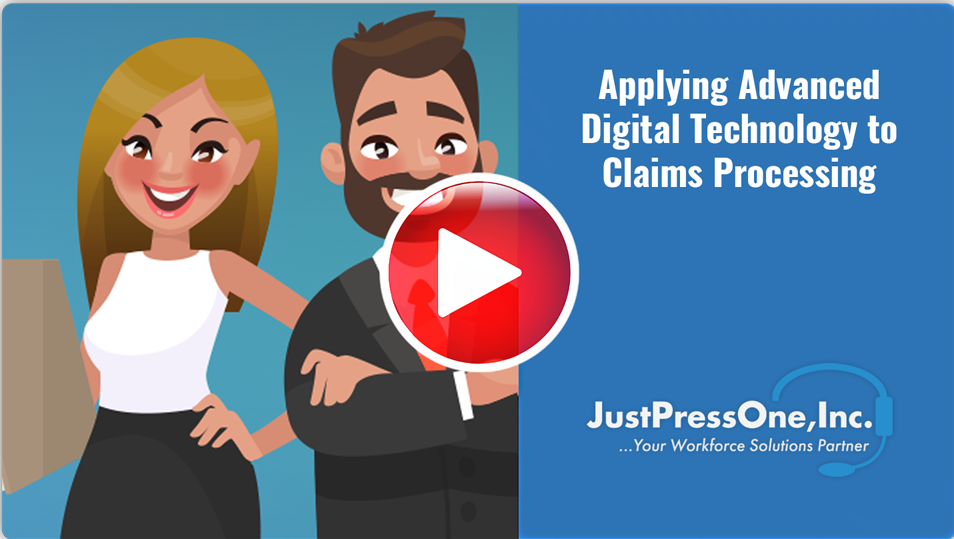 Applying Advanced
Digital Technology to
Claims Processing
JustPressOne,Inc.
...Your Workforce Solutions Partner